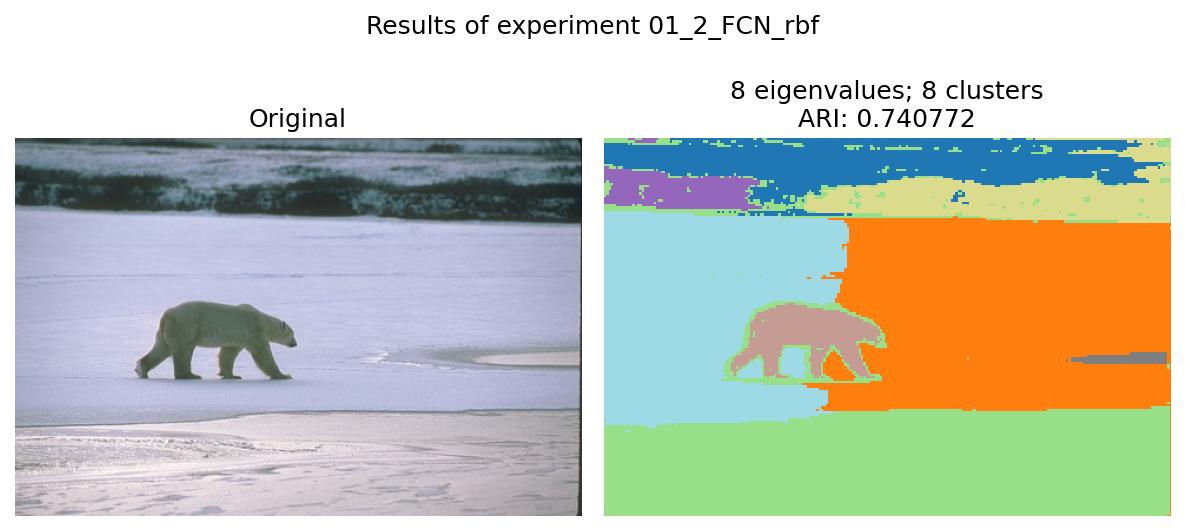 Results of experiment 01_2_FCN_rbf
Original
8 eigenvalues; 8 clusters
ARI: 0.740772